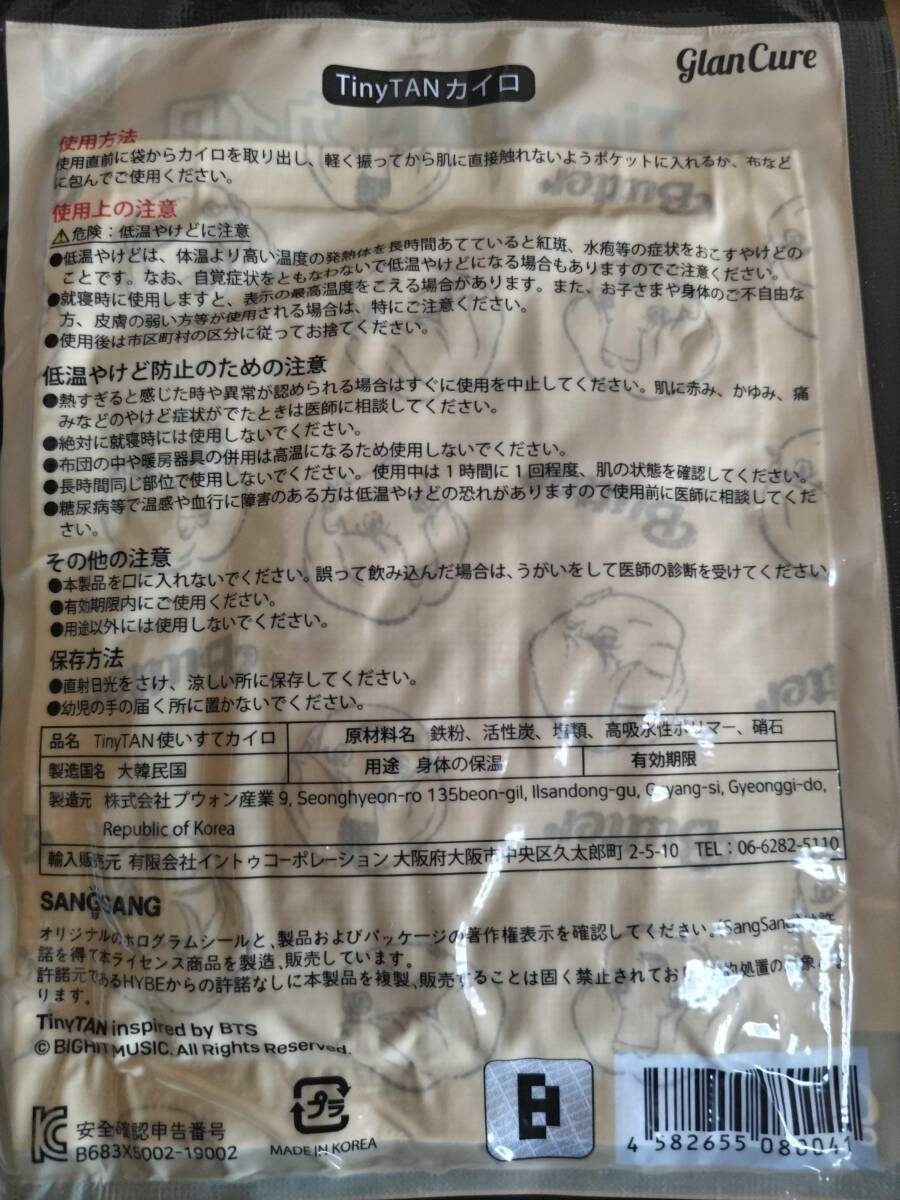 GlanCure
TinyTANカイロ
使用方法
使用直前に袋からカイロを取り出し、軽く振ってから肌に直接触れないようポケットに入れるか、布など
に包んでご使用ください。
使用上の注意
⚠危険：低温やけどに注意
●低温やけどは、体温より高い温度の発熱体を長時間あてていると紅斑、水疱等の症状をおこすやけどの
ことです。なお、自覚症状をともなわないで低温やけどになる場合もありますのでご注意ください。
●就寝時に使用しますと、表示の最高温度をこえる場合があります。また、お子さまや身体のご不自由な
方、皮膚の弱い方等が使用される場合は、特にご注意ください。
●使用後は市区町村の区分に従ってお捨てください。
低温やけど防止のための注意
●熱すぎると感じた時や異常が認められる場合はすぐに使用を中止してください。肌に赤み、かゆみ、痛
みなどのやけど症状がでたときは医師に相談してください。
●絶対に就寝時には使用しないでください。
●布団の中や暖房器具の併用は高温になるため使用しないでください。
●長時間同じ部位で使用しないでください。使用中は1時間に1回程度、肌の状態を確認してください。
●糖尿病等で温感や血行に障害のある方は低温やけどの恐れがありますので使用前に医師に相談してくだ
さい。
その他の注意
●本製品を口に入れないでください。誤って飲み込んだ場合は、うがいをして医師の診断を受けてください
●有効期限内にご使用ください。
●用途以外には使用しないでください。
保存方法
●直射日光をさけ、涼しい所に保存してください。
●幼児の手の届く所に置かないでください。
品名 TinyTAN使いすてカイロ 原材料名 鉄粉、活性炭、塩類、高吸水性ポリマー、硝石
製造国名 大韓民国 用途 身体の保温 有効期限
製造元 株式会社プウォン産業 9, Seonghyeon-ro 135beon-gil, Ilsandong-gu, Goyang-si, Gyeonggi-do,
Republic of Korea
輸入販売元 有限会社イントゥコーポレーション 大阪府大阪市中央区久太郎町 2-5-10 TEL：06-6282-5110
SANGSANG
オリジナルのホログラムシールと、製品およびパッケージの著作権表示を確認してください。(SangSang)は許
諾を得て本ライセンス商品を製造、販売しています。
許諾元であるHYBEからの許諾なしに本製品を複製、販売することは固く禁止されており 的処置の対象とな
ります。
TinyTAN inspired by BTS
© BIGHIT MUSIC. All Rights Reserved.
安全確認申告番号
B683X5002-19002
プラ
MADE IN KOREA
4 582655 080041